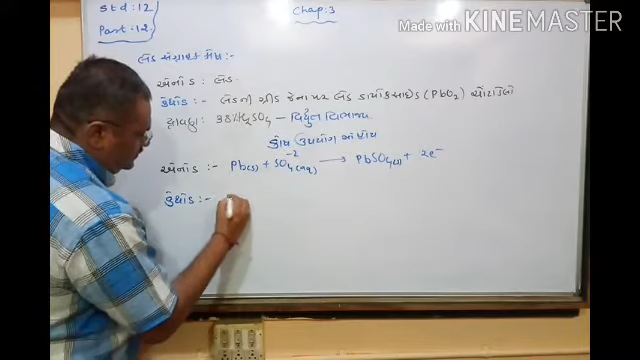 Std : 12
Chap : 3
Part : 12
Made with KINEMASTER
લેડ સંગ્રાહક કોષ :-
એનોડ : લેડ
કેથોડ :- લેડની ગ્રીડ જેના પર લેડ ડાયોક્સાઇડ (PbO2) ચોંટાડેલો
દ્રાવણ : 38% H2SO4 – વિદ્યુત વિભાજ્ય
કોષ ઉપયોગ હોય
એનોડ :- Pb(s) + SO4 -2 (aq) → PbSO4(s) + 2e-
કેથોડ :-